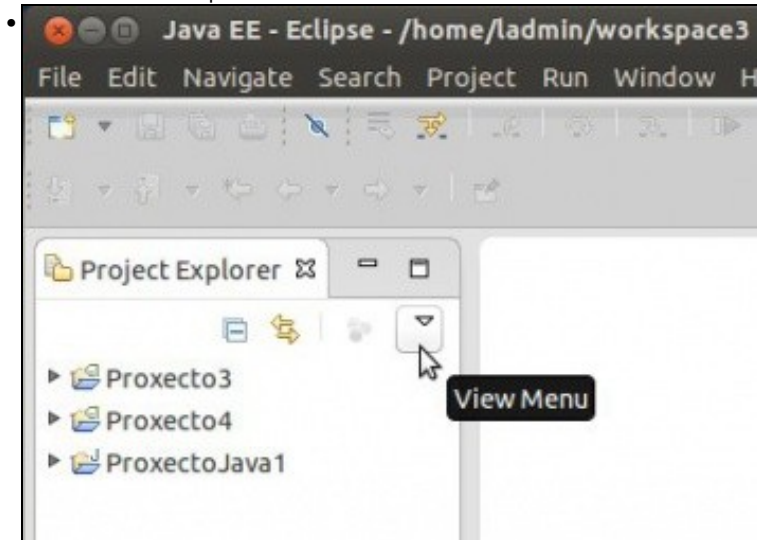 Java EE - Eclipse - /home/ladmin/workspace3
File Edit Navigate Search Project Run Window H
Project Explorer
View Menu
Proxecto3
Proxecto4
ProxectoJava1